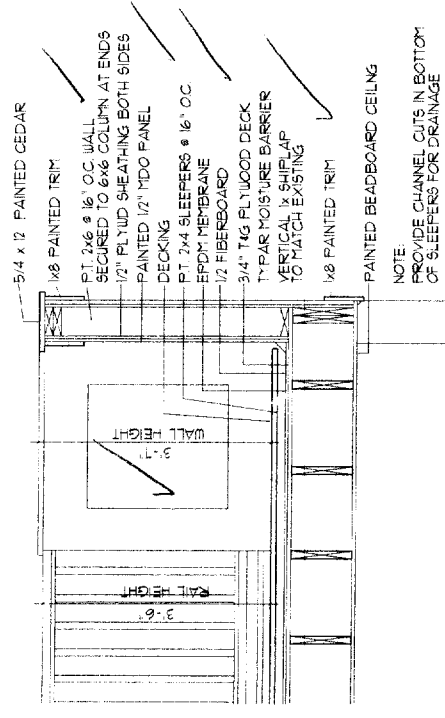 5/4 x 12 PAINTED CEDAR
1x8 PAINTED TRIM
P.T. 2x6 @ 16" O.C. WALL
SECURED TO 6x6 COLUMN AT ENDS
1/2" PLYWD SHEATHING BOTH SIDES
PAINTED 1/2" MDO PANEL
DECKING
P.T. 2x4 SLEEPERS @ 16" O.C.
EPDM MEMBRANE
1/2 FIBERBOARD
3/4" T&G PLYWOOD DECK
TYPAR MOISTURE BARRIER
VERTICAL 1x SHIPLAP
TO MATCH EXISTING
1x8 PAINTED TRIM
PAINTED BEADBOARD CEILNG
NOTE:
PROVIDE CHANNEL CUTS IN BOTTOM
OF SLEEPERS FOR DRAINAGE
3'-7"
WALL HEIGHT
3'-6"
RAIL HEIGHT